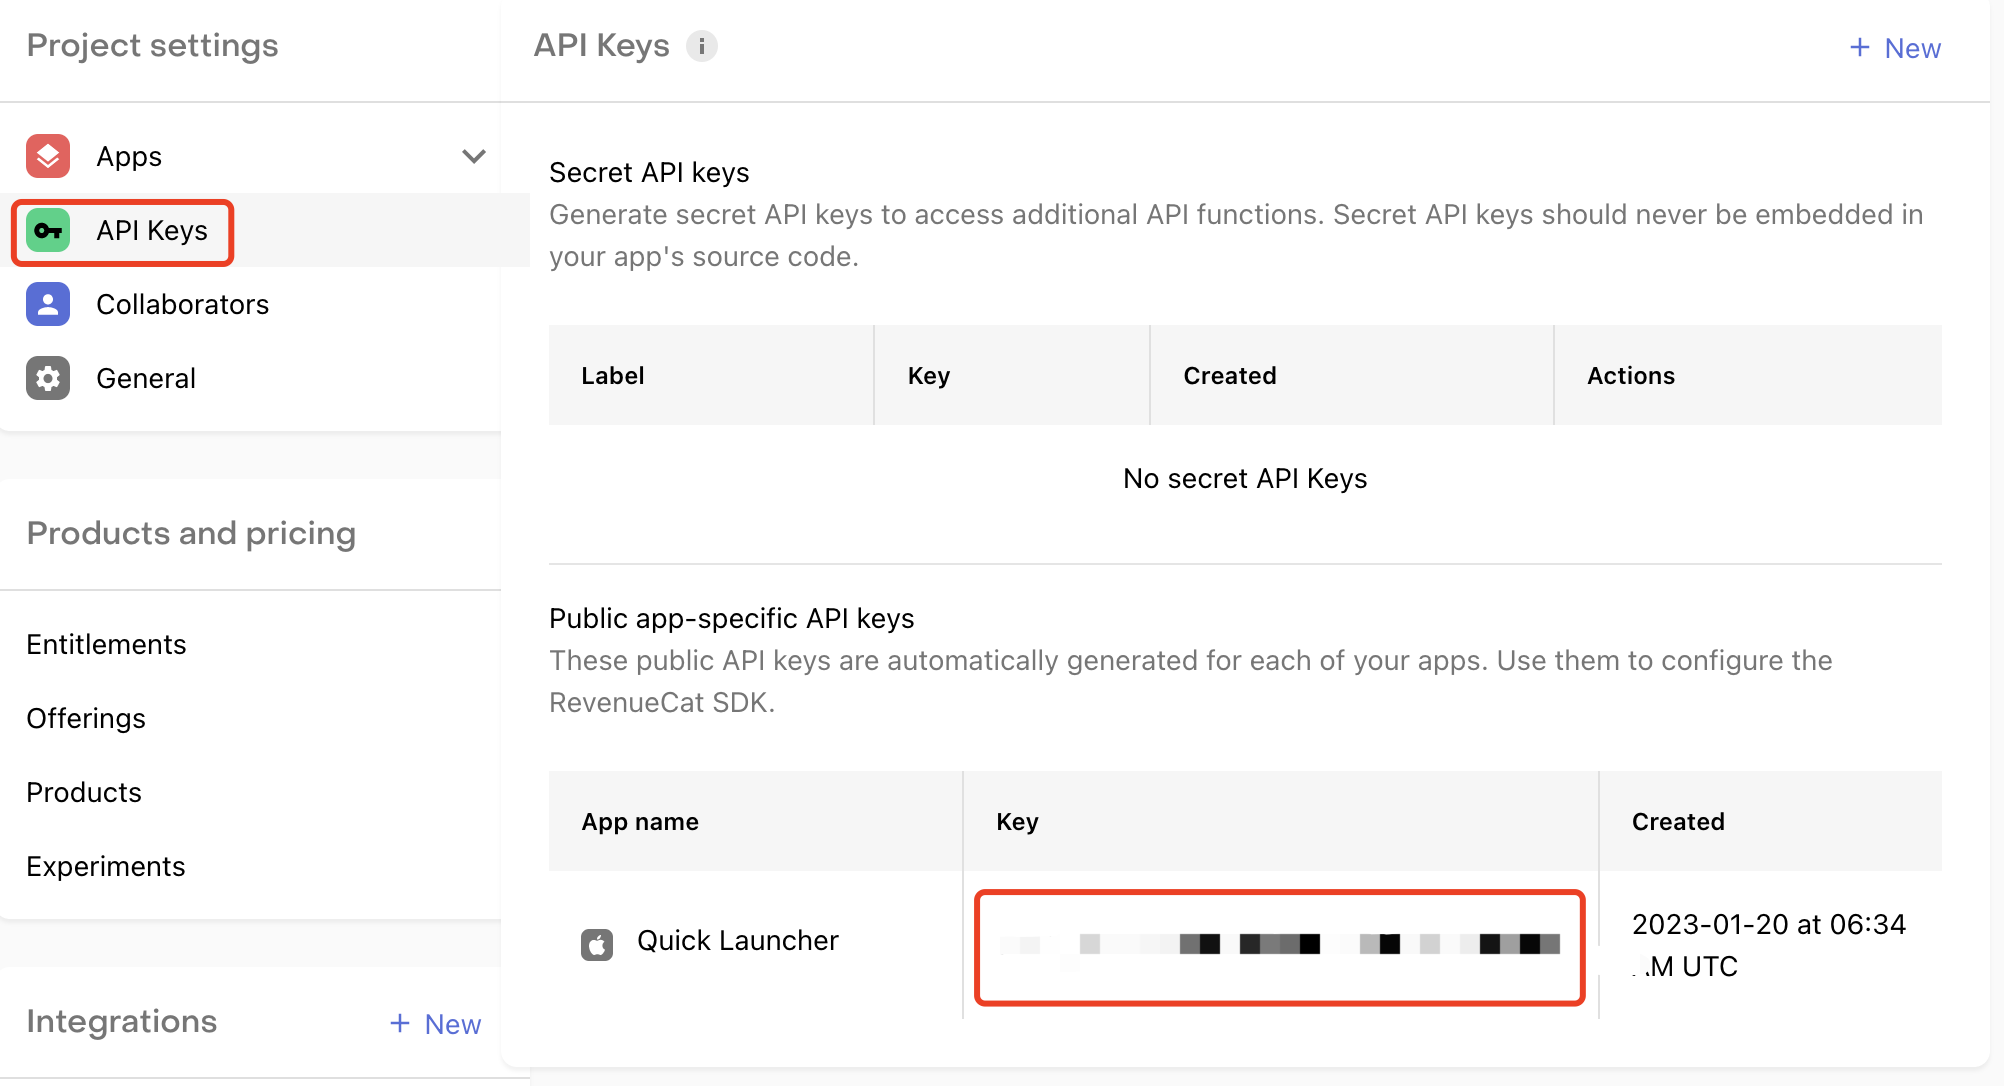 Project settings
Apps
API Keys
Collaborators
General
Products and pricing
Entitlements
Offerings
Products
Experiments
Integrations
+ New
API Keys
+ New
Secret API keys
Generate secret API keys to access additional API functions. Secret API keys should never be embedded in
your app's source code.
Label Key Created Actions
No secret API Keys
Public app-specific API keys
These public API keys are automatically generated for each of your apps. Use them to configure the
RevenueCat SDK.
App name Key Created
Quick Launcher 2023-01-20 at 06:34
AM UTC